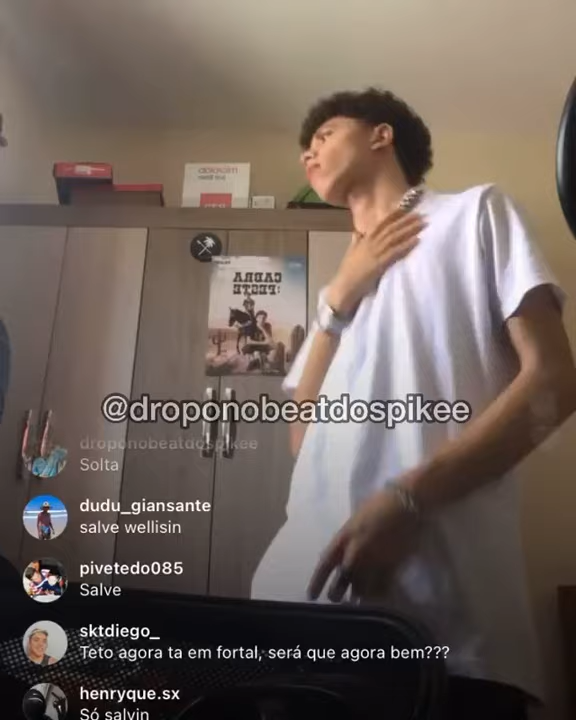 CABRA
DA PESTE:
@droponobeatdospikee
droponobeatdospikee
Solta
dudu_giansante
salve wellisin
pivetedo085
Salve
sktdiego_
Teto agora ta em fortal, será que agora bem???
henryque.sx
Só salvin